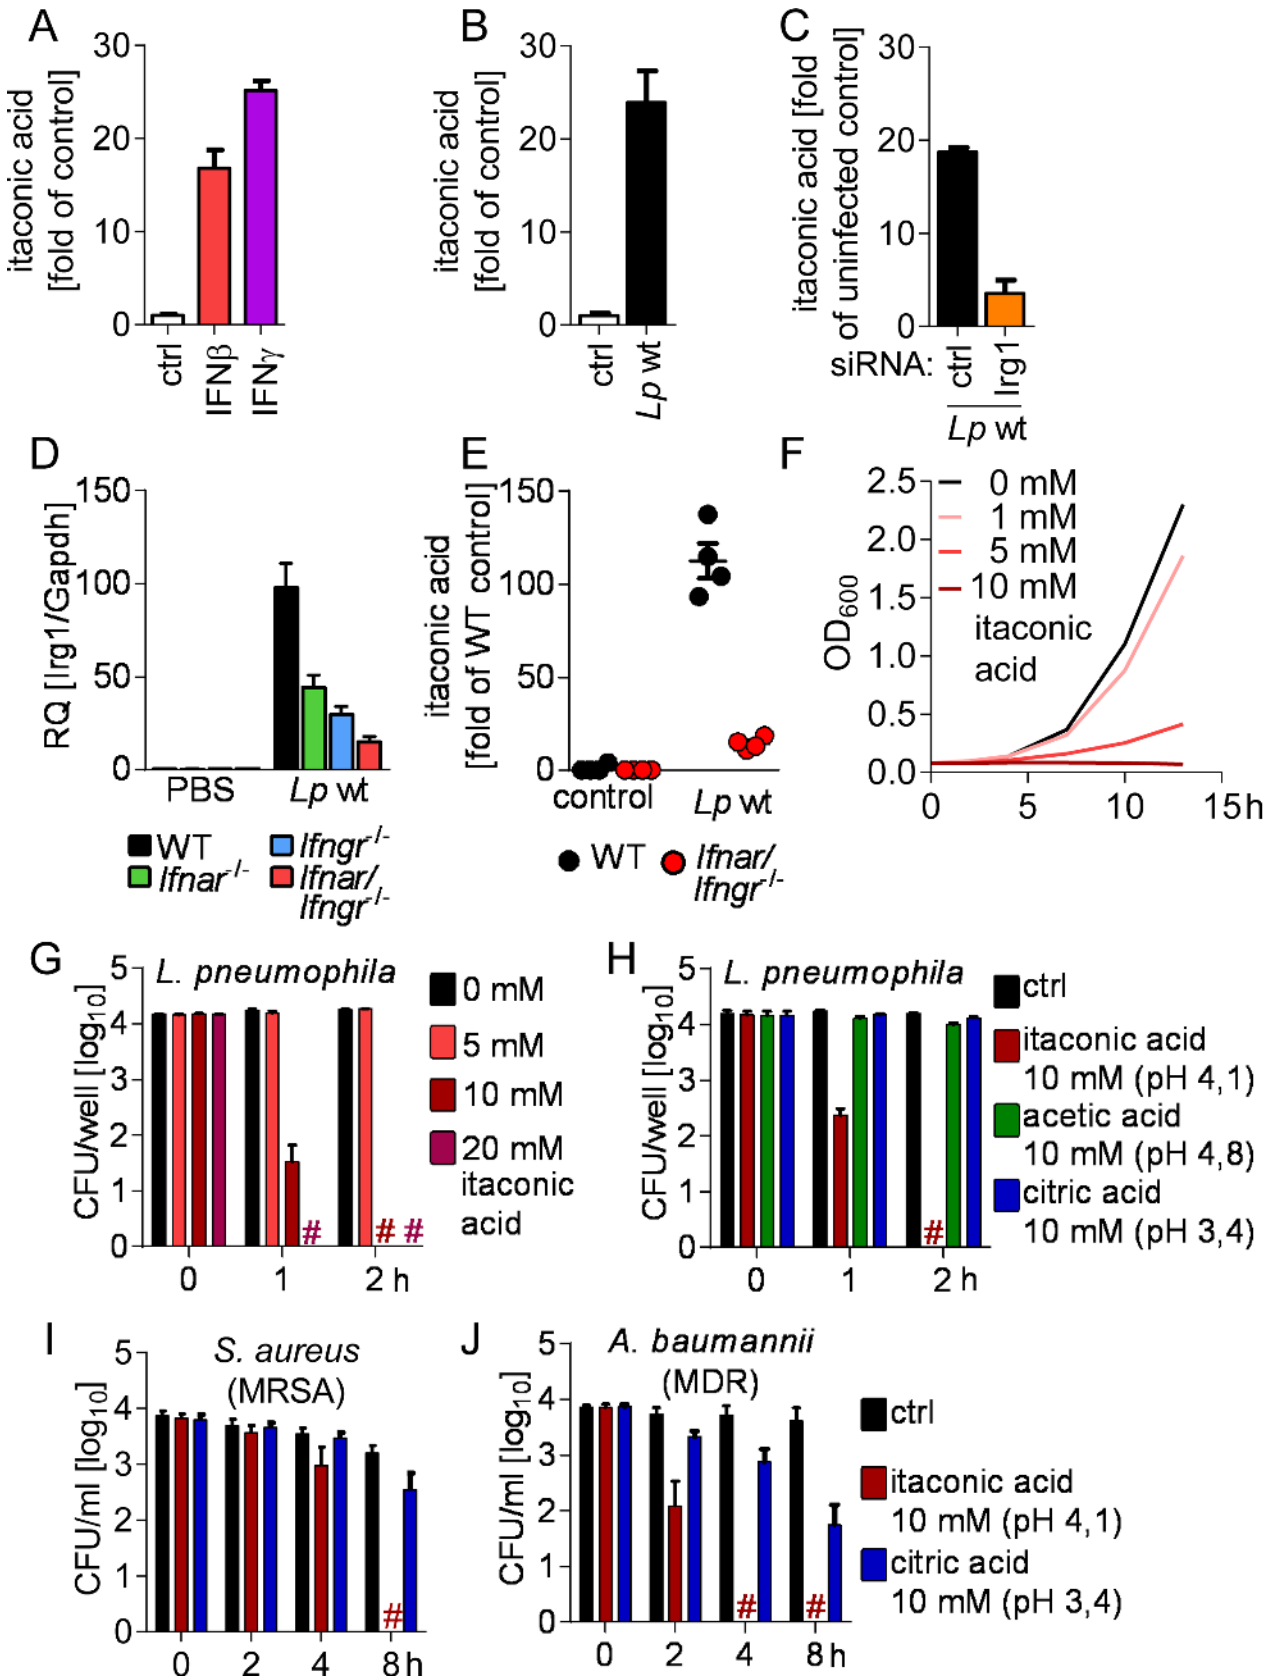 A
itaconic acid
[fold of control]
30
20
10
0
ctrl
IFNβ
IFNγ
B
itaconic acid
[fold of control]
30
20
10
0
ctrl
Lp wt
C
itaconic acid [fold
of uninfected control]
30
20
10
0
siRNA:
ctrl
Irg1
Lp wt
D
RQ [Irg1/Gapdh]
150
100
50
0
PBS
Lp wt
WT
Ifnar-/-
Ifngr-/-
Ifnar/
Ifngr-/-
E
itaconic acid
[fold of WT control]
150
100
50
0
control
Lp wt
WT
Ifnar/
Ifngr-/-
F
OD600
2.5
2.0
1.5
1.0
0.5
0.0
0 mM
1 mM
5 mM
10 mM
itaconic
acid
0
5
10
15 h
G
L. pneumophila
CFU/well [log10]
5
4
3
2
1
0
#
# #
0
1
2 h
0 mM
5 mM
10 mM
20 mM
itaconic
acid
H
L. pneumophila
CFU/well [log10]
5
4
3
2
1
0
#
0
1
2 h
ctrl
itaconic acid
10 mM (pH 4,1)
acetic acid
10 mM (pH 4,8)
citric acid
10 mM (pH 3,4)
I
S. aureus
(MRSA)
CFU/ml [log10]
5
4
3
2
1
0
#
0
2
4
8 h
J
A. baumannii
(MDR)
CFU/ml [log10]
5
4
3
2
1
0
#
#
0
2
4
8 h
ctrl
itaconic acid
10 mM (pH 4,1)
citric acid
10 mM (pH 3,4)